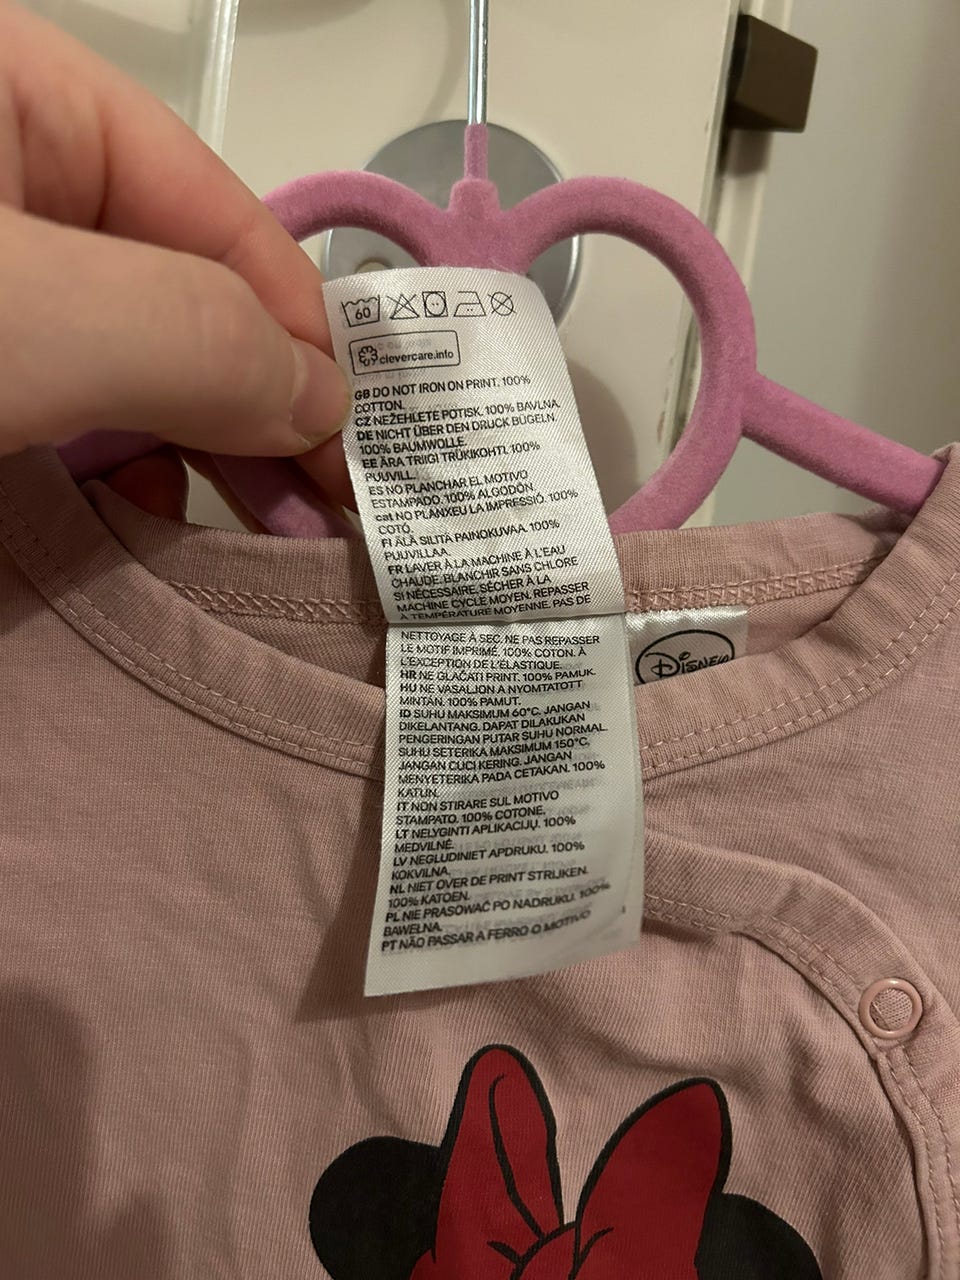 60
clevercare.info
GB DO NOT IRON ON PRINT. 100%
COTTON.
CZ NEŽEHLETE POTISK. 100% BAVLNA.
DE NICHT ÜBER DEN DRUCK BÜGELN.
100% BAUMWOLLE.
EE ÄRA TRIIGI TRÜKIKOHTI. 100%
PUUVILL.
ES NO PLANCHAR EL MOTIVO
ESTAMPADO. 100% ALGODÓN.
cat NO PLANXEU LA IMPRESSIÓ. 100%
COTÓ.
FI ÄLÄ SILITÄ PAINOKUVAA. 100%
PUUVILLAA.
FR LAVER À LA MACHINE À L'EAU
CHAUDE. BLANCHIR SANS CHLORE
SI NÉCESSAIRE. SÉCHER À LA
MACHINE CYCLE MOYEN. REPASSER
À TEMPÉRATURE MOYENNE. PAS DE
NETTOYAGE À SEC. NE PAS REPASSER
LE MOTIF IMPRIMÉ. 100% COTON. À
L'EXCEPTION DE L'ÉLASTIQUE.
HR NE GLAČATI PRINT. 100% PAMUK.
HU NE VASALJON A NYOMTATOTT
MINTÁN. 100% PAMUT.
ID SUHU MAKSIMUM 60°C. JANGAN
DIKELANTANG. DAPAT DILAKUKAN
PENGERINGAN PUTAR SUHU NORMAL.
SUHU SETERIKA MAKSIMUM 150°C.
JANGAN CUCI KERING. JANGAN
MENYETERIKA PADA CETAKAN. 100%
KATUN.
IT NON STIRARE SUL MOTIVO
STAMPATO. 100% COTONE.
LT NELYGINTI APLIKACIJŲ. 100%
MEDVILNĖ.
LV NEGLUDINIET APDRUKU. 100%
KOKVILNA.
NL NIET OVER DE PRINT STRIJKEN.
100% KATOEN.
PL NIE PRASOWAĆ PO NADRUKU. 100%
BAWEŁNA.
PT NÃO PASSAR A FERRO O MOTIVO
DISNEY